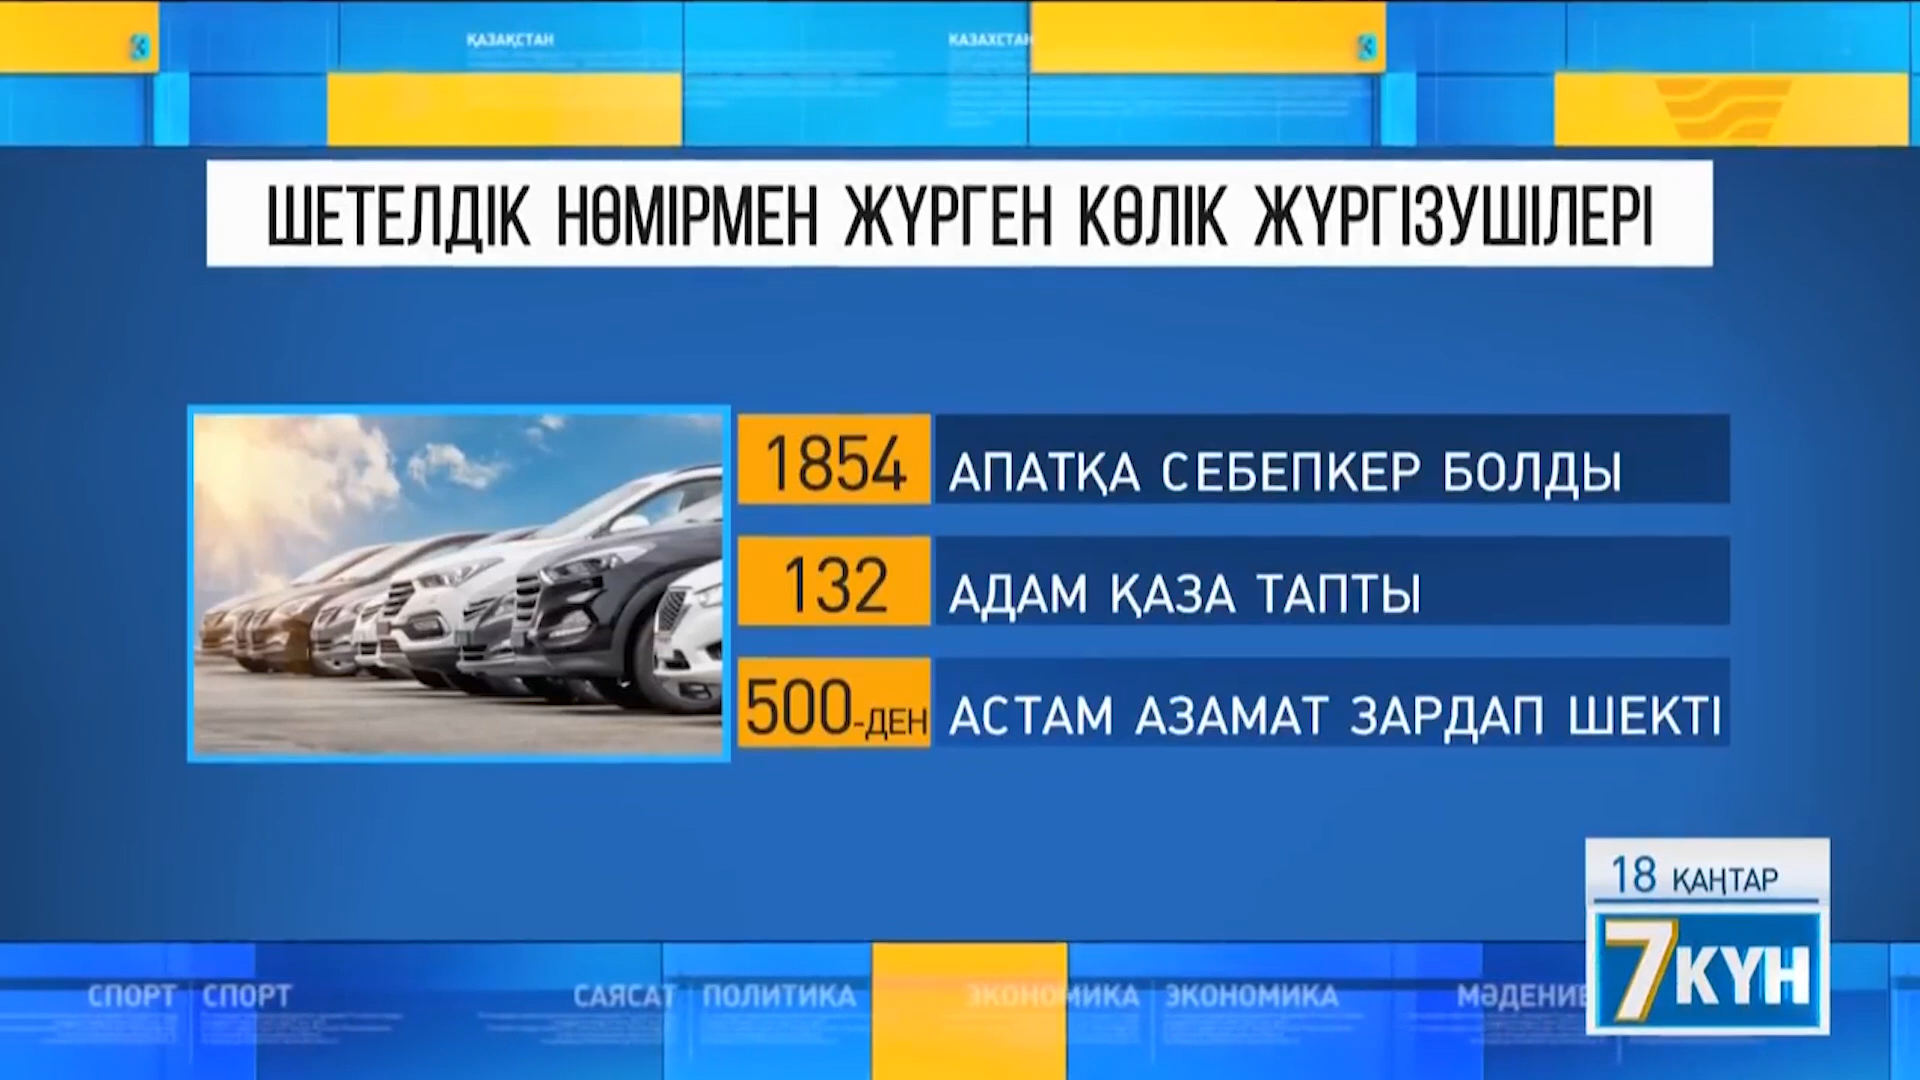 ҚАЗАҚСТАН
КАЗАХСТАН
ШЕТЕЛДІК НӨМІРМЕН ЖҮРГЕН КӨЛІК ЖҮРГІЗУШІЛЕРІ
1854 АПАТҚА СЕБЕПКЕР БОЛДЫ
132 АДАМ ҚАЗА ТАПТЫ
500-ДЕН АСТАМ АЗАМАТ ЗАРДАП ШЕКТІ
18 ҚАҢТАР
7КҮН
СПОРТ СПОРТ САЯСАТ ПОЛИТИКА ЭКОНОМИКА ЭКОНОМИКА